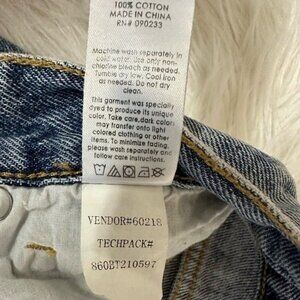 100% COTTON
MADE IN CHINA
RN# 090233
Machine wash separately in
cold water. Use only non-
chlorine bleach as needed.
Tumble dry low. Cool iron
as needed. Do not dry
clean.
This garment was specially
dyed to produce its unique
color. Take care,dark colors
may transfer onto light
colored clothing or other
items. To minimize fading,
please wash separately and
follow care instructions.
VENDOR#60218
TECHPACK#
860BT210597